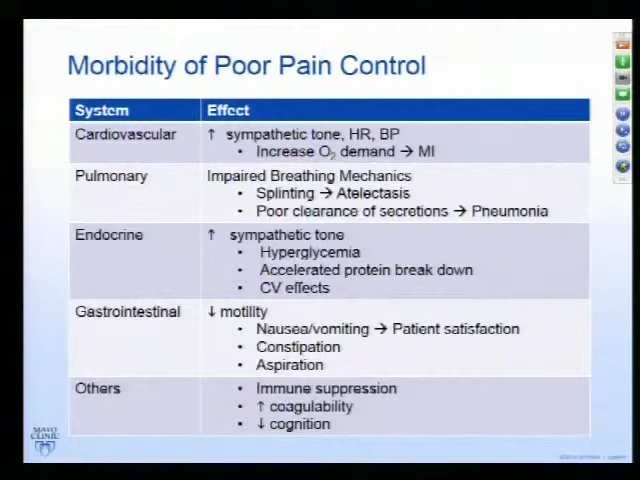 Morbidity of Poor Pain Control
System Effect
Cardiovascular ↑ sympathetic tone, HR, BP
• Increase O₂ demand → MI
Pulmonary Impaired Breathing Mechanics
• Splinting → Atelectasis
• Poor clearance of secretions → Pneumonia
Endocrine ↑ sympathetic tone
• Hyperglycemia
• Accelerated protein break down
• CV effects
Gastrointestinal ↓ motility
• Nausea/vomiting → Patient satisfaction
• Constipation
• Aspiration
Others • Immune suppression
• ↑ coagulability
• ↓ cognition
MAYO
CLINIC